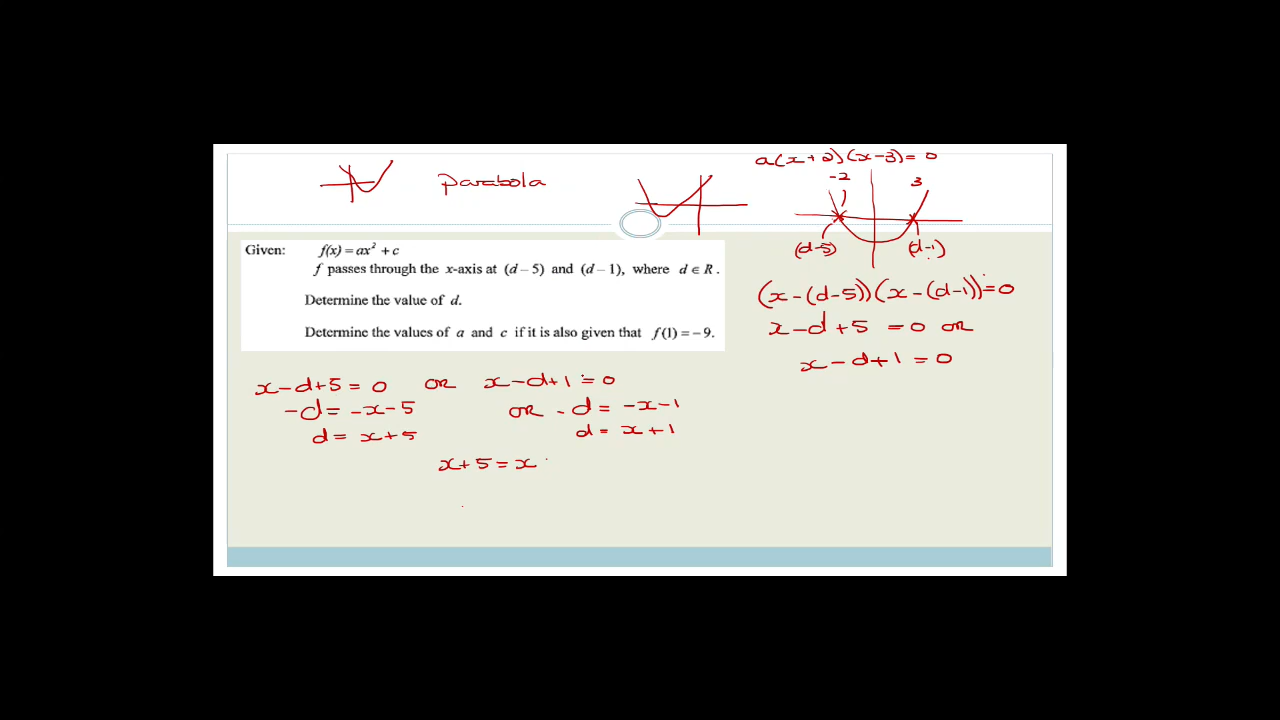 a(x+2)(x-3)=0
parabola
-2
3
(d-5)
(d-1)
Given: f(x) = ax² + c
f passes through the x-axis at (d – 5) and (d – 1), where d ∈ R.
Determine the value of d.
Determine the values of a and c if it is also given that f(1) = – 9.
(x-(d-5))(x-(d-1))=0
x-d+5 = 0 or
x-d+1 = 0
x-d+5 = 0 or x-d+1 = 0
-d = -x-5 or -d = -x-1
d = x+5 d = x+1
x+5 = x